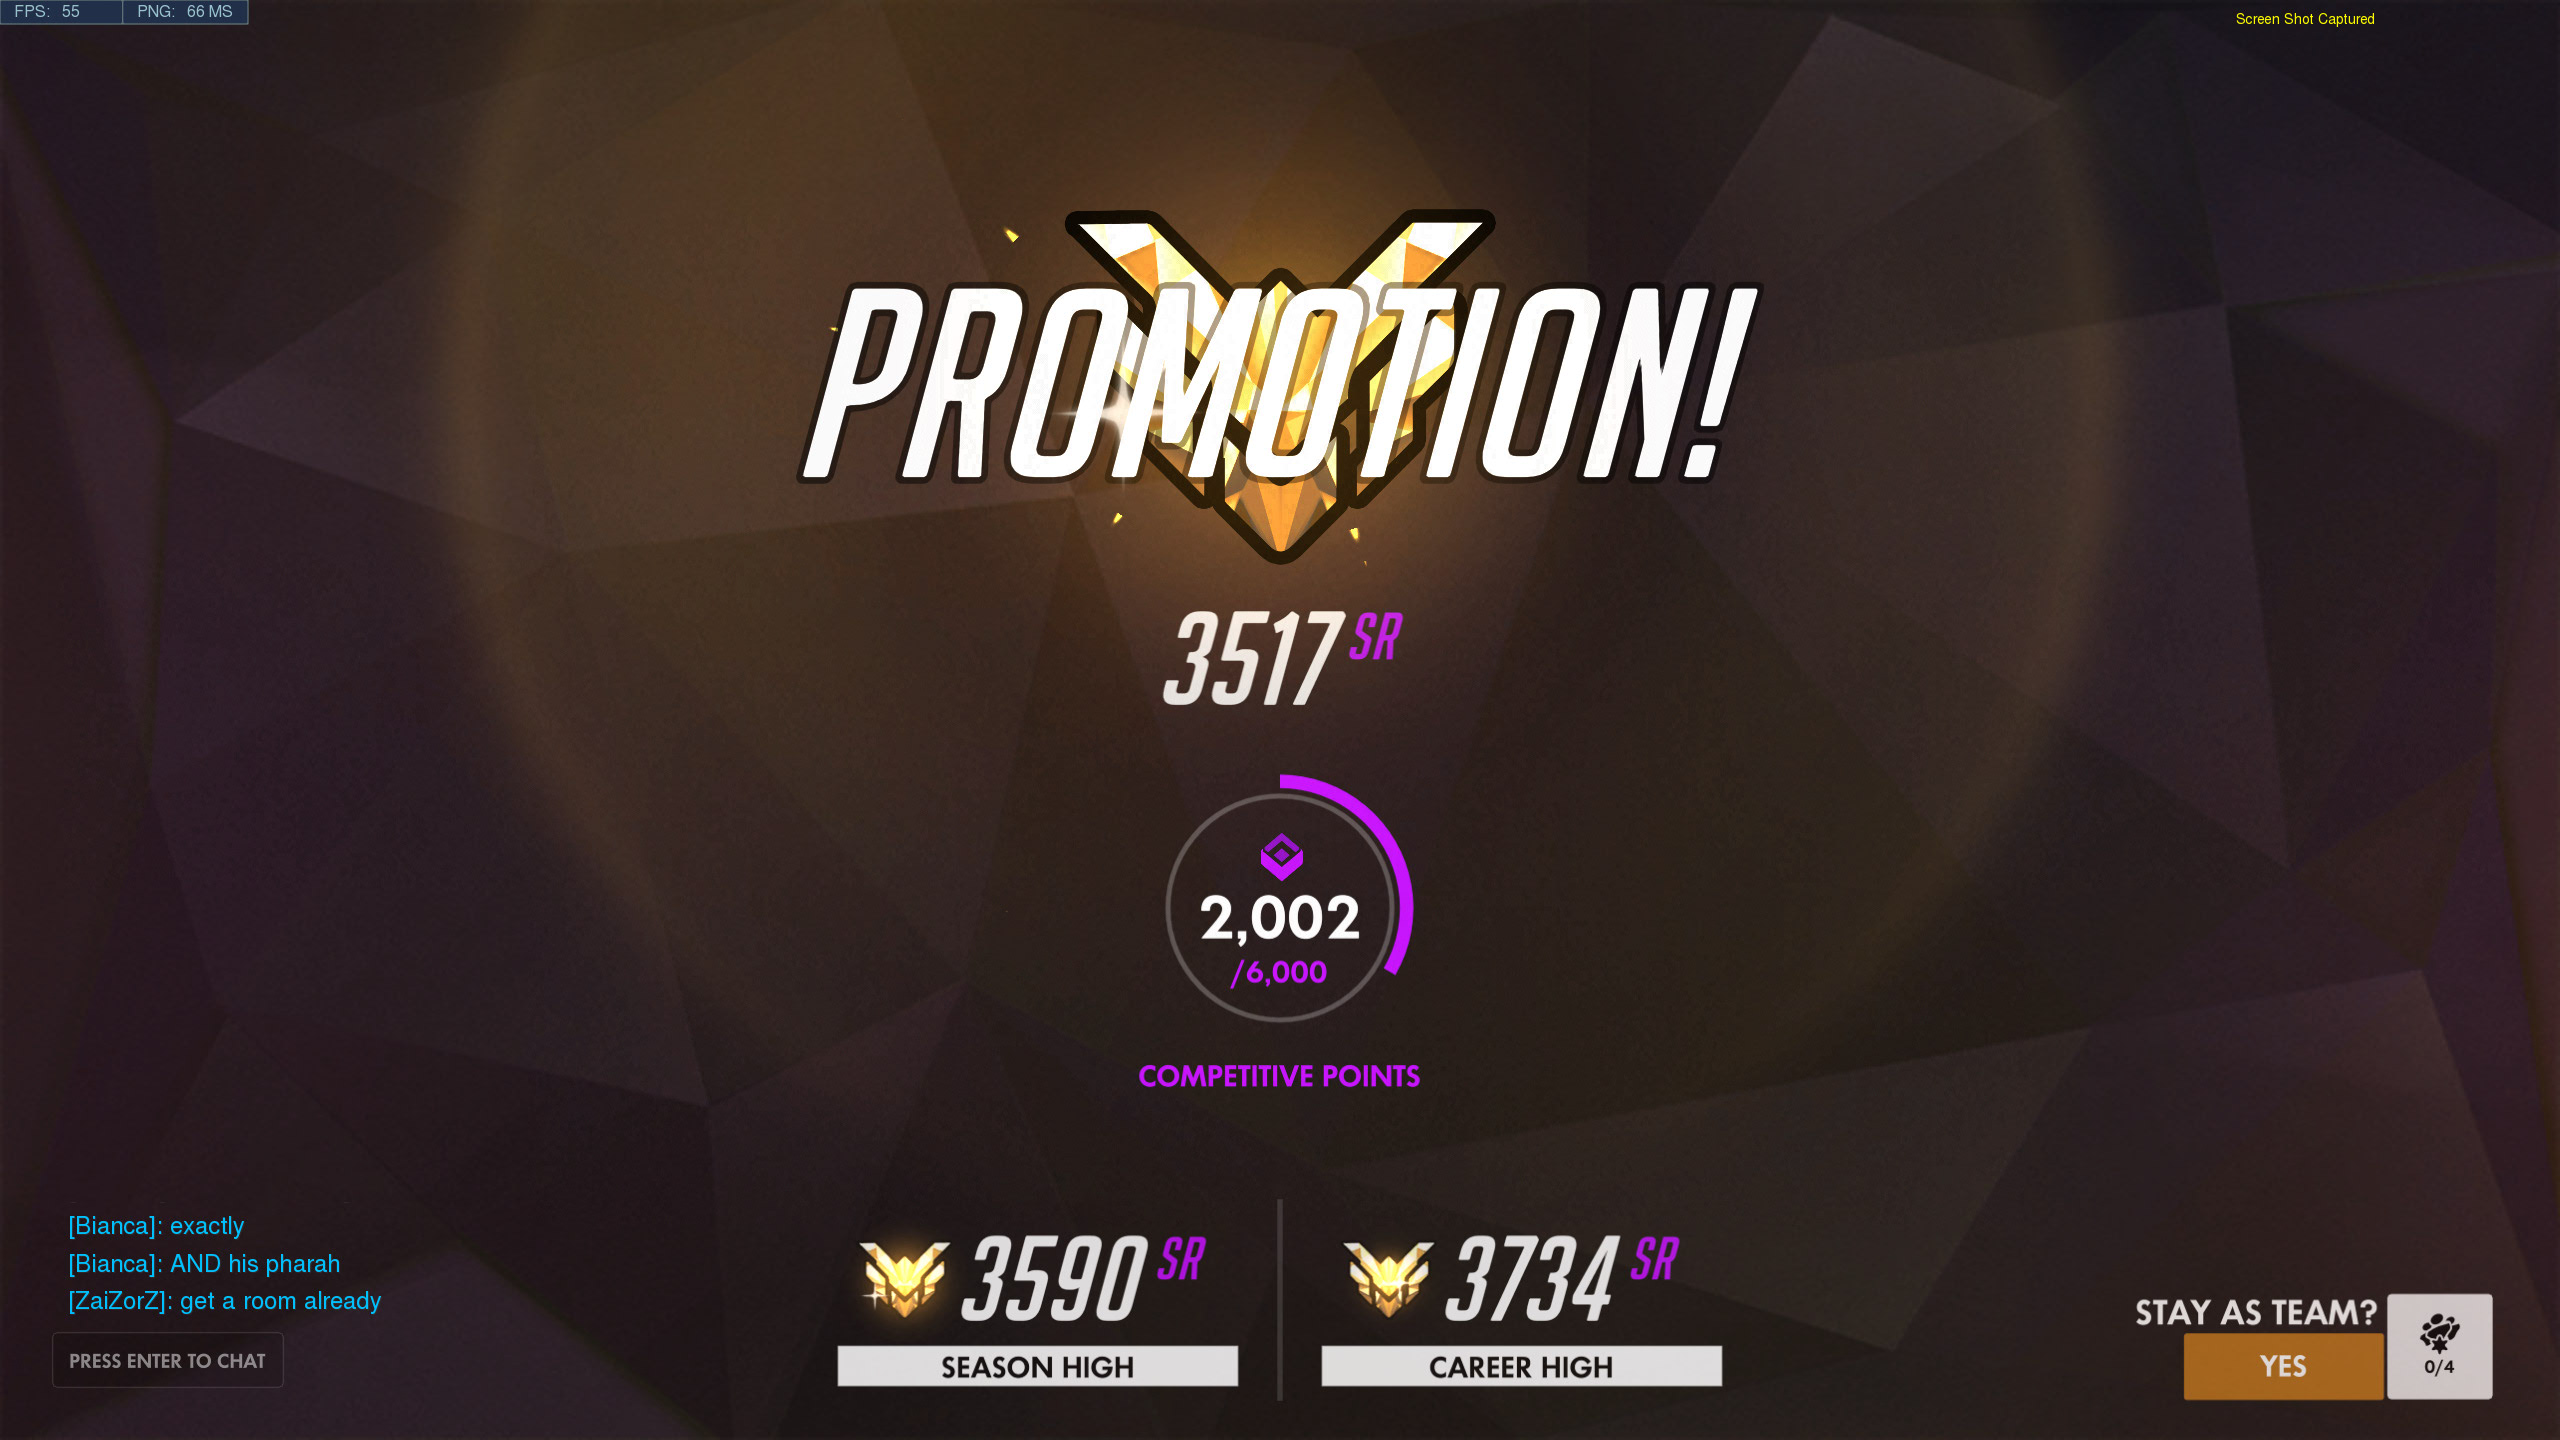 FPS: 55 PNG: 66 MS
Screen Shot Captured
PROMOTION!
3517 SR
2,002
/6,000
COMPETITIVE POINTS
[Bianca]: exactly
[Bianca]: AND his pharah
[ZaiZorZ]: get a room already
PRESS ENTER TO CHAT
3590 SR
SEASON HIGH
3734 SR
CAREER HIGH
STAY AS TEAM?
YES
0/4